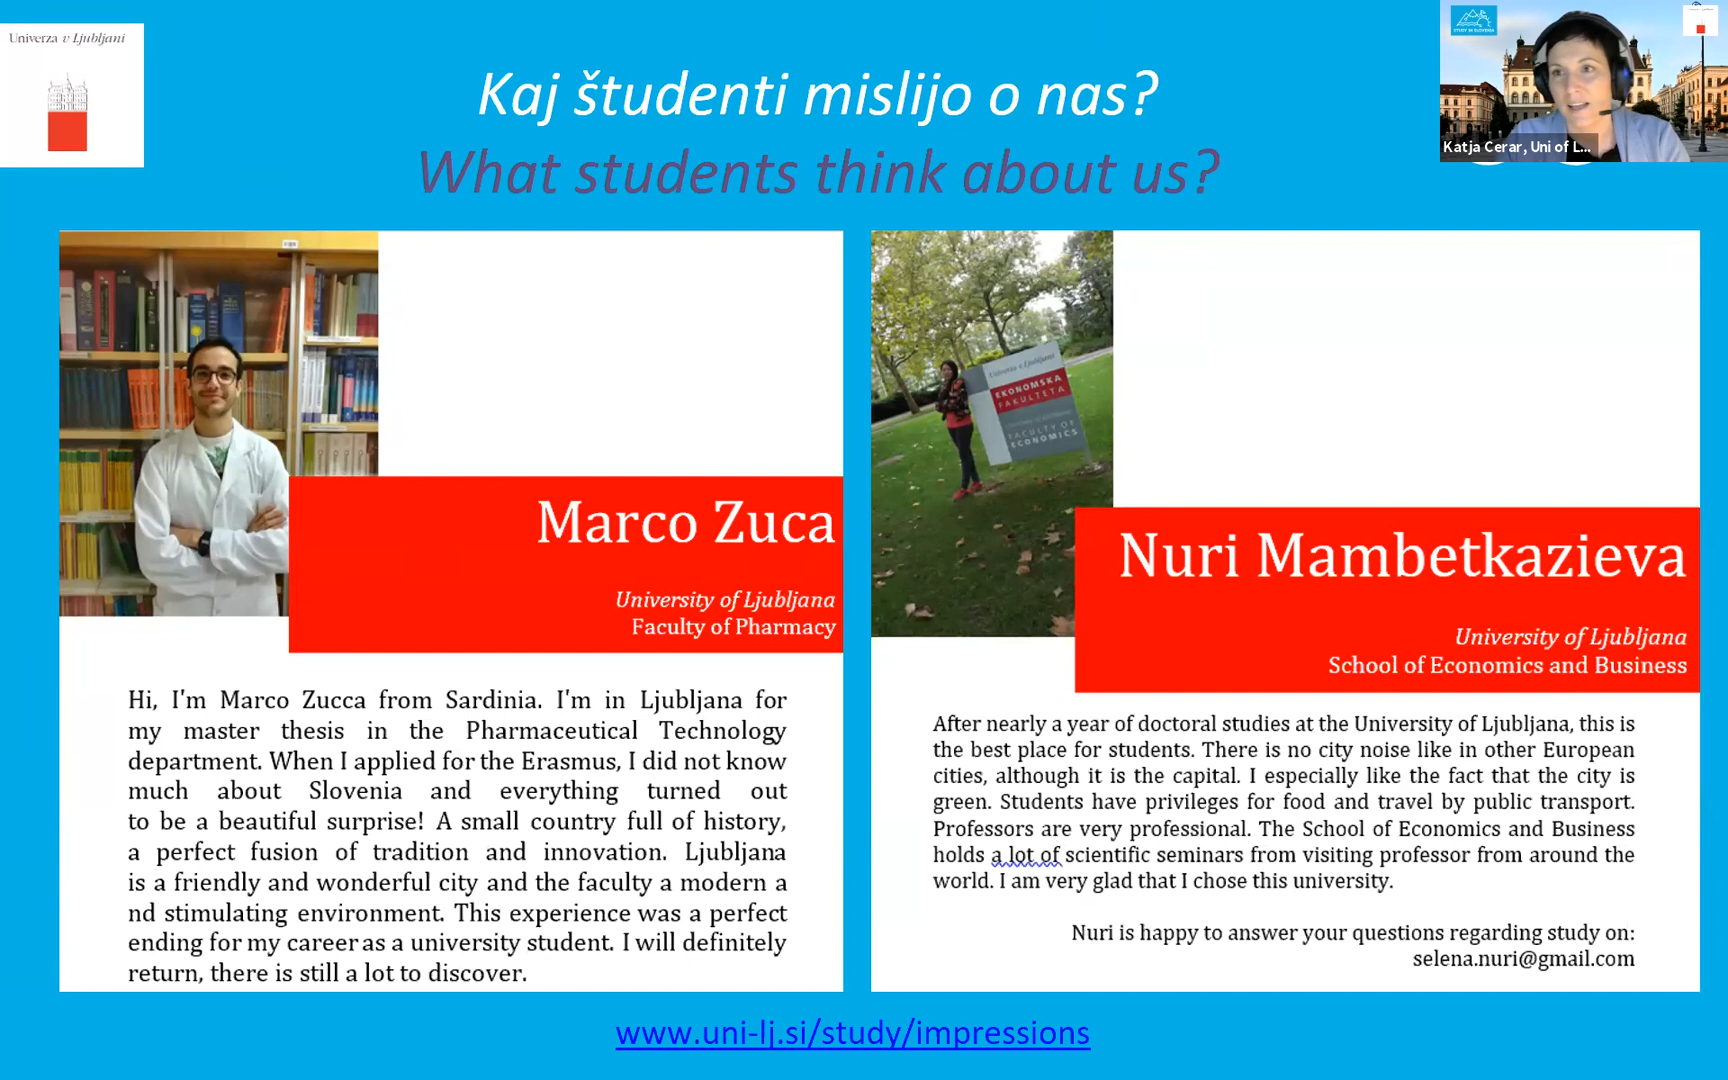 Univerza v Ljubljani
Kaj študenti mislijo o nas?
What students think about us?
STUDY IN SLOVENIA
Katja Cerar, Uni of L...
Marco Zuca
University of Ljubljana
Faculty of Pharmacy
Hi, I'm Marco Zucca from Sardinia. I'm in Ljubljana for
my master thesis in the Pharmaceutical Technology
department. When I applied for the Erasmus, I did not know
much about Slovenia and everything turned out
to be a beautiful surprise! A small country full of history,
a perfect fusion of tradition and innovation. Ljubljana
is a friendly and wonderful city and the faculty a modern a
nd stimulating environment. This experience was a perfect
ending for my career as a university student. I will definitely
return, there is still a lot to discover.
Univerza v Ljubljani
EKONOMSKA
FAKULTETA
FACULTY OF
ECONOMICS
Nuri Mambetkazieva
University of Ljubljana
School of Economics and Business
After nearly a year of doctoral studies at the University of Ljubljana, this is
the best place for students. There is no city noise like in other European
cities, although it is the capital. I especially like the fact that the city is
green. Students have privileges for food and travel by public transport.
Professors are very professional. The School of Economics and Business
holds a lot of scientific seminars from visiting professor from around the
world. I am very glad that I chose this university.
Nuri is happy to answer your questions regarding study on:
selena.nuri@gmail.com
www.uni-lj.si/study/impressions